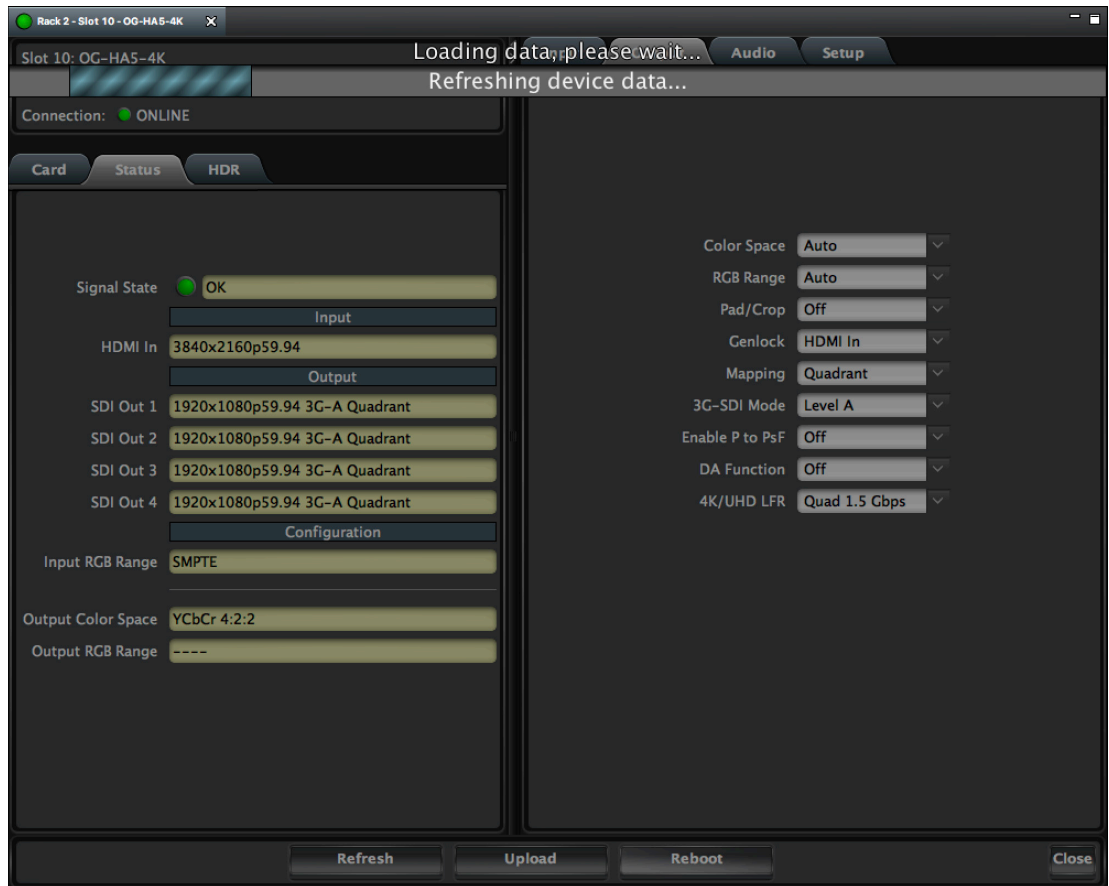 Rack 2 - Slot 10 - OG-HA5-4K X
Slot 10: OG-HA5-4K
Loading data, please wait...
Audio Setup
Refreshing device data...
Connection: ONLINE
Card Status HDR
Signal State OK
Input
HDMI In 3840x2160p59.94
Output
SDI Out 1 1920x1080p59.94 3G-A Quadrant
SDI Out 2 1920x1080p59.94 3G-A Quadrant
SDI Out 3 1920x1080p59.94 3G-A Quadrant
SDI Out 4 1920x1080p59.94 3G-A Quadrant
Configuration
Input RGB Range SMPTE
Output Color Space YCbCr 4:2:2
Output RGB Range ----
Color Space Auto
RGB Range Auto
Pad/Crop Off
Genlock HDMI In
Mapping Quadrant
3G-SDI Mode Level A
Enable P to PsF Off
DA Function Off
4K/UHD LFR Quad 1.5 Gbps
Refresh Upload Reboot Close